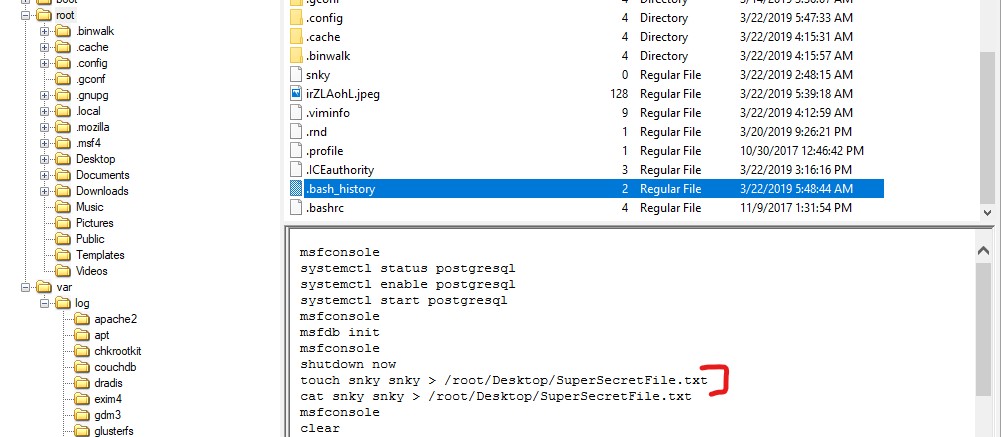 boot
root
.binwalk
.cache
.config
.gconf
.gnupg
.local
.mozilla
.msf4
Desktop
Documents
Downloads
Music
Pictures
Public
Templates
Videos
var
log
apache2
apt
chkrootkit
couchdb
dradis
exim4
gdm3
glusterfs
.gconf 4 Directory 3/14/2019 3:56:07 AM
.config 4 Directory 3/22/2019 5:47:33 AM
.cache 4 Directory 3/22/2019 4:15:31 AM
.binwalk 4 Directory 3/22/2019 4:15:57 AM
snky 0 Regular File 3/22/2019 2:48:15 AM
irZLAohL.jpeg 128 Regular File 3/22/2019 5:39:18 AM
.viminfo 9 Regular File 3/22/2019 4:12:59 AM
.rnd 1 Regular File 3/20/2019 9:26:21 PM
.profile 1 Regular File 10/30/2017 12:46:42 PM
.ICEauthority 3 Regular File 3/22/2019 3:16:16 PM
.bash_history 2 Regular File 3/22/2019 5:48:44 AM
.bashrc 4 Regular File 11/9/2017 1:31:54 PM
msfconsole
systemctl status postgresql
systemctl enable postgresql
systemctl start postgresql
msfconsole
msfdb init
msfconsole
shutdown now
touch snky snky > /root/Desktop/SuperSecretFile.txt
cat snky snky > /root/Desktop/SuperSecretFile.txt
msfconsole
clear